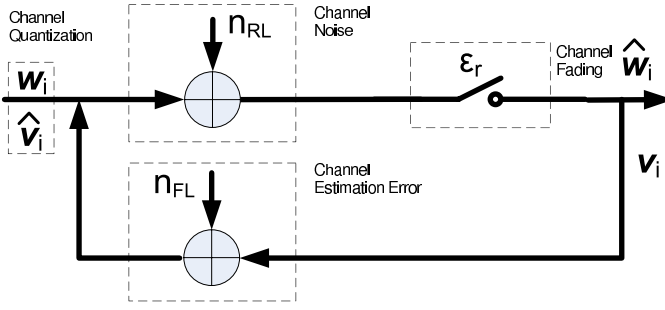 Channel
Quantization
n_RL
Channel
Noise
ε_r
Channel
Fading
ŵ_i
w_i
v̂_i
v_i
n_FL
Channel
Estimation Error